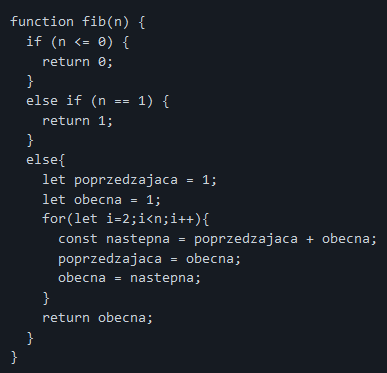 function fib(n) {
  if (n <= 0) {
    return 0;
  }
  else if (n == 1) {
    return 1;
  }
  else{
    let poprzedzajaca = 1;
    let obecna = 1;
    for(let i=2;i<n;i++){
      const nastepna = poprzedzajaca + obecna;
      poprzedzajaca = obecna;
      obecna = nastepna;
    }
    return obecna;
  }
}